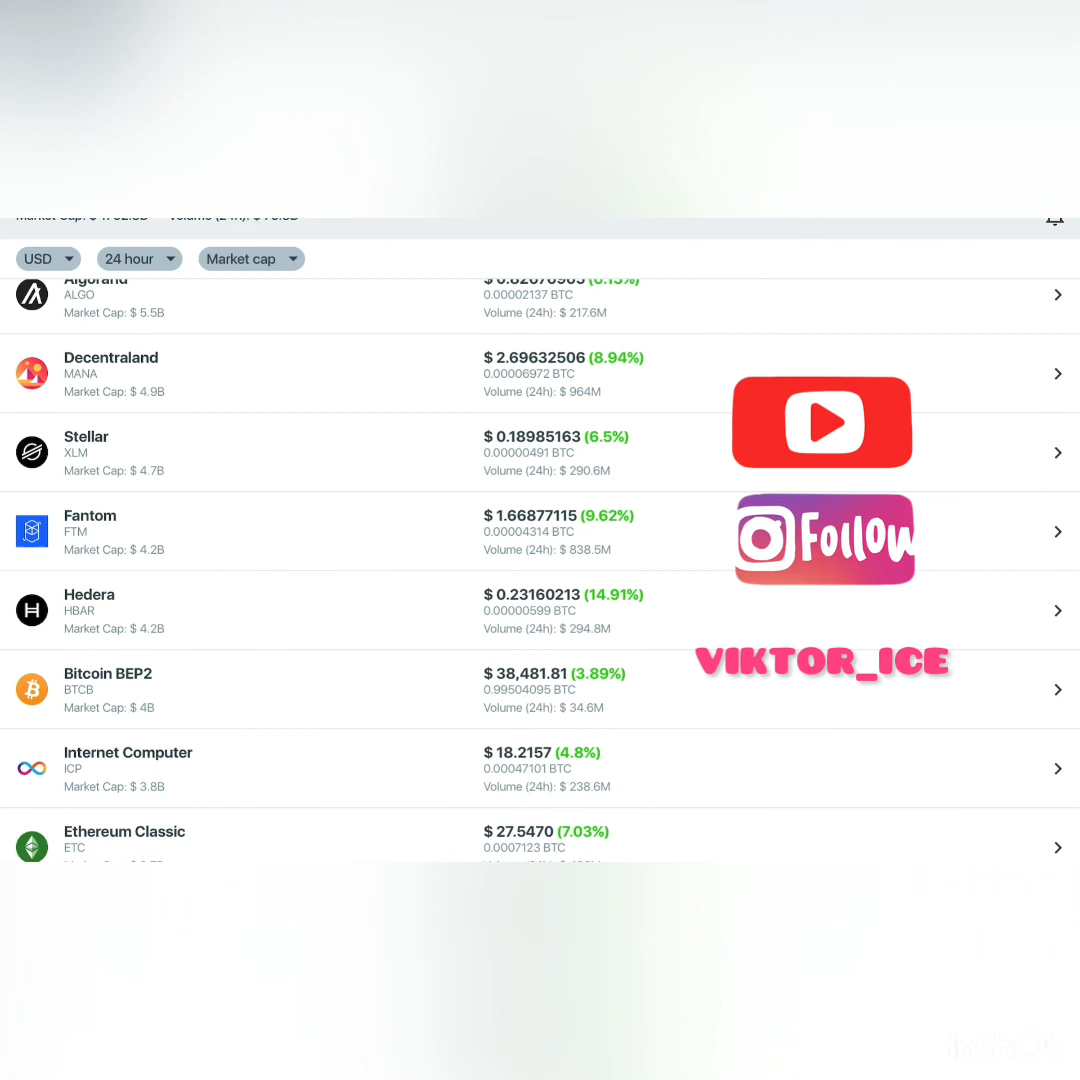 USD
24 hour
Market cap
Algorand
ALGO
Market Cap: $ 5.5B
0.00002137 BTC
Volume (24h): $ 217.6M
Decentraland
MANA
Market Cap: $ 4.9B
$ 2.69632506 (8.94%)
0.00006972 BTC
Volume (24h): $ 964M
Stellar
XLM
Market Cap: $ 4.7B
$ 0.18985163 (6.5%)
0.00000491 BTC
Volume (24h): $ 290.6M
Fantom
FTM
Market Cap: $ 4.2B
$ 1.66877115 (9.62%)
0.00004314 BTC
Volume (24h): $ 838.5M
Follow
Hedera
HBAR
Market Cap: $ 4.2B
$ 0.23160213 (14.91%)
0.00000599 BTC
Volume (24h): $ 294.8M
VIKTOR_ICE
Bitcoin BEP2
BTCB
Market Cap: $ 4B
$ 38,481.81 (3.89%)
0.99504095 BTC
Volume (24h): $ 34.6M
Internet Computer
ICP
Market Cap: $ 3.8B
$ 18.2157 (4.8%)
0.00047101 BTC
Volume (24h): $ 238.6M
Ethereum Classic
ETC
$ 27.5470 (7.03%)
0.0007123 BTC
InShOt